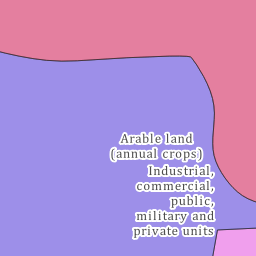 Arable land
(annual crops)
Industrial,
commercial,
public,
military and
private units